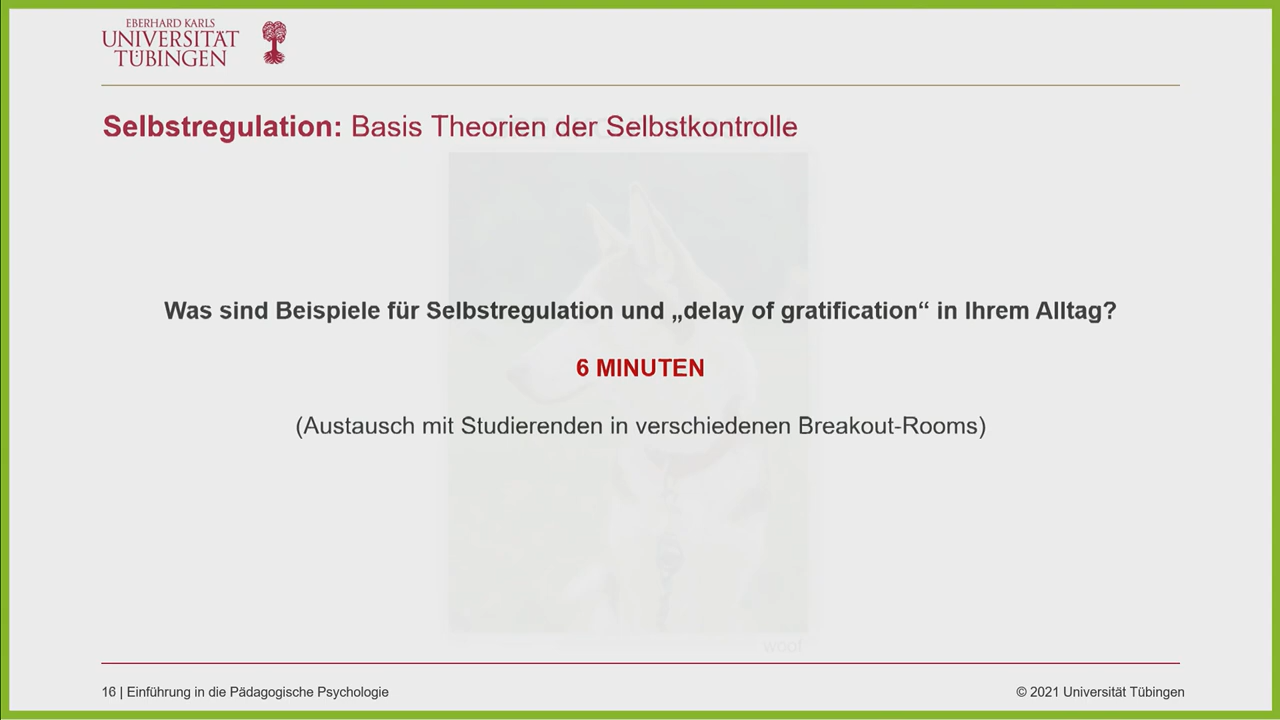 EBERHARD KARLS
UNIVERSITÄT
TÜBINGEN
Selbstregulation: Basis Theorien der Selbstkontrolle
Was sind Beispiele für Selbstregulation und „delay of gratification“ in Ihrem Alltag?
6 MINUTEN
(Austausch mit Studierenden in verschiedenen Breakout-Rooms)
woof
16 | Einführung in die Pädagogische Psychologie
© 2021 Universität Tübingen